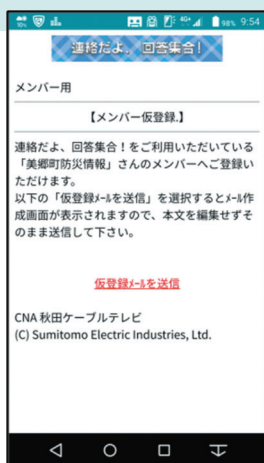 10%
4G+
98%
9:54
連絡だよ、回答集合!
メンバー用
【メンバー仮登録.】
連絡だよ、回答集合!をご利用いただいている
「美郷町防災情報」さんのメンバーへご登録い
ただけます。
以下の「仮登録ﾒｰﾙを送信」を選択するとﾒｰﾙ作
成画面が表示されますので、本文を編集せずそ
のまま送信して下さい。
仮登録ﾒｰﾙを送信
CNA 秋田ケーブルテレビ
(C) Sumitomo Electric Industries, Ltd.